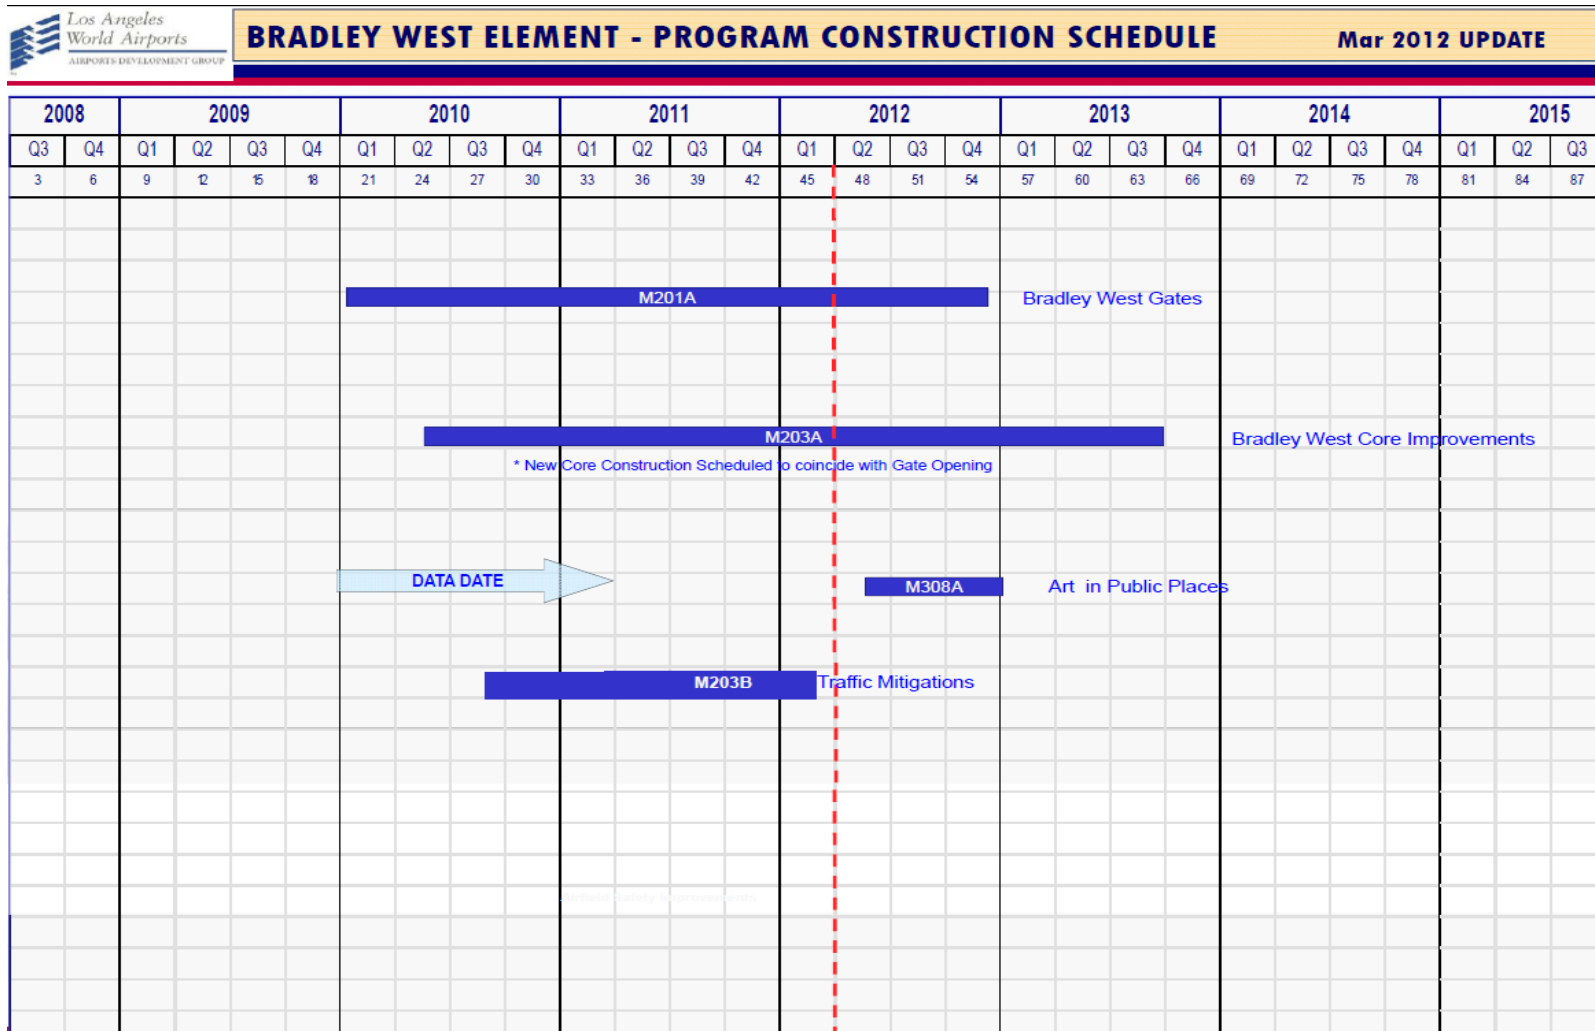 Los Angeles
World Airports
AIRPORTS DEVELOPMENT GROUP
BRADLEY WEST ELEMENT - PROGRAM CONSTRUCTION SCHEDULE
Mar 2012 UPDATE
2008 2009 2010 2011 2012 2013 2014 2015
Q3 Q4 Q1 Q2 Q3 Q4 Q1 Q2 Q3 Q4 Q1 Q2 Q3 Q4 Q1 Q2 Q3 Q4 Q1 Q2 Q3 Q4 Q1 Q2 Q3 Q4 Q1 Q2 Q3
3 6 9 12 15 18 21 24 27 30 33 36 39 42 45 48 51 54 57 60 63 66 69 72 75 78 81 84 87
M201A Bradley West Gates
M203A Bradley West Core Improvements
* New Core Construction Scheduled to coincide with Gate Opening
DATA DATE M308A Art in Public Places
M203B Traffic Mitigations
Airfield Safety Improvements